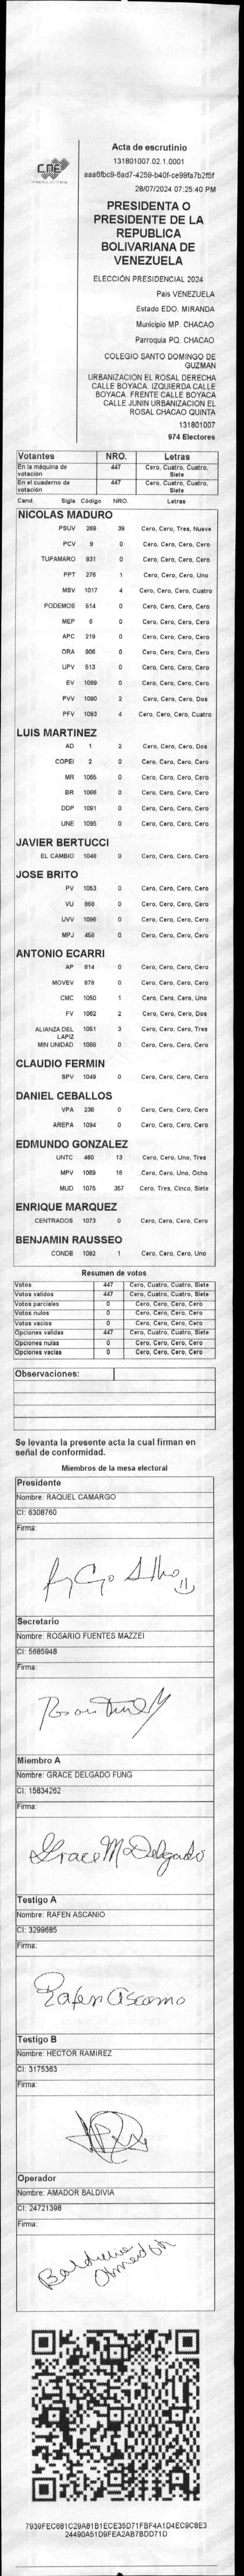 CNE
Acta de escrutinio
131801007.02.1.0001
aaa6fbc9-6ad7-4259-b40f-ce99fa7b2f5f
28/07/2024 07:25:40 PM
PRESIDENTA O
PRESIDENTE DE LA
REPUBLICA
BOLIVARIANA DE
VENEZUELA
ELECCIÓN PRESIDENCIAL 2024
País VENEZUELA
Estado EDO. MIRANDA
Municipio MP. CHACAO
Parroquia PQ. CHACAO
COLEGIO SANTO DOMINGO DE
GUZMAN
URBANIZACION EL ROSAL DERECHA
CALLE BOYACA. IZQUIERDA CALLE
BOYACA. FRENTE CALLE BOYACA
CALLE JUNIN URBANIZACION EL
ROSAL CHACAO QUINTA
131801007
974 Electores
Votantes NRO. Letras
En la máquina de votación 447 Cero, Cuatro, Cuatro, Siete
En el cuaderno de votación 447 Cero, Cuatro, Cuatro, Siete
Cand. Sigla Código NRO. Letras
NICOLAS MADURO
PSUV 269 39 Cero, Cero, Tres, Nueve
PCV 9 0 Cero, Cero, Cero, Cero
TUPAMARO 931 0 Cero, Cero, Cero, Cero
PPT 276 1 Cero, Cero, Cero, Uno
MSV 1017 4 Cero, Cero, Cero, Cuatro
PODEMOS 614 0 Cero, Cero, Cero, Cero
MEP 6 0 Cero, Cero, Cero, Cero
APC 219 0 Cero, Cero, Cero, Cero
ORA 906 0 Cero, Cero, Cero, Cero
UPV 513 0 Cero, Cero, Cero, Cero
EV 1089 0 Cero, Cero, Cero, Cero
PVV 1090 2 Cero, Cero, Cero, Dos
PFV 1093 4 Cero, Cero, Cero, Cuatro
LUIS MARTINEZ
AD 1 2 Cero, Cero, Cero, Dos
COPEI 2 0 Cero, Cero, Cero, Cero
MR 1065 0 Cero, Cero, Cero, Cero
BR 1066 0 Cero, Cero, Cero, Cero
DDP 1091 0 Cero, Cero, Cero, Cero
UNE 1095 0 Cero, Cero, Cero, Cero
JAVIER BERTUCCI
EL CAMBIO 1048 0 Cero, Cero, Cero, Cero
JOSE BRITO
PV 1053 0 Cero, Cero, Cero, Cero
VU 868 0 Cero, Cero, Cero, Cero
UVV 1096 0 Cero, Cero, Cero, Cero
MPJ 458 0 Cero, Cero, Cero, Cero
ANTONIO ECARRI
AP 814 0 Cero, Cero, Cero, Cero
MOVEV 878 0 Cero, Cero, Cero, Cero
CMC 1050 1 Cero, Cero, Cero, Uno
FV 1062 2 Cero, Cero, Cero, Dos
ALIANZA DEL LAPIZ 1051 3 Cero, Cero, Cero, Tres
MIN UNIDAD 1068 0 Cero, Cero, Cero, Cero
CLAUDIO FERMIN
SPV 1049 0 Cero, Cero, Cero, Cero
DANIEL CEBALLOS
VPA 236 0 Cero, Cero, Cero, Cero
AREPA 1094 0 Cero, Cero, Cero, Cero
EDMUNDO GONZALEZ
UNTC 460 13 Cero, Cero, Uno, Tres
MPV 1069 18 Cero, Cero, Uno, Ocho
MUD 1075 357 Cero, Tres, Cinco, Siete
ENRIQUE MARQUEZ
CENTRADOS 1073 0 Cero, Cero, Cero, Cero
BENJAMIN RAUSSEO
CONDE 1092 1 Cero, Cero, Cero, Uno
Resumen de votos
Votos 447 Cero, Cuatro, Cuatro, Siete
Votos validos 447 Cero, Cuatro, Cuatro, Siete
Votos parciales 0 Cero, Cero, Cero, Cero
Votos nulos 0 Cero, Cero, Cero, Cero
Votos vacios 0 Cero, Cero, Cero, Cero
Opciones validas 447 Cero, Cuatro, Cuatro, Siete
Opciones nulas 0 Cero, Cero, Cero, Cero
Opciones vacias 0 Cero, Cero, Cero, Cero
Observaciones:
Se levanta la presente acta la cual firman en
señal de conformidad.
Miembros de la mesa electoral
Presidente
Nombre: RAQUEL CAMARGO
CI: 6308760
Firma:
Secretario
Nombre: ROSARIO FUENTES MAZZEI
CI: 5685948
Firma:
Miembro A
Nombre: GRACE DELGADO FUNG
CI: 15834262
Firma:
Grace M Delgado
Testigo A
Nombre: RAFEN ASCANIO
CI: 3299685
Firma:
Rafen Ascanio
Testigo B
Nombre: HECTOR RAMIREZ
CI: 3175363
Firma:
Operador
Nombre: AMADOR BALDIVIA
CI: 24721398
Firma:
7939FEC681C29A81B1ECE35D71FBF4A1D4EC9C8E3
24490A51D9FEA2AB7BDD71D